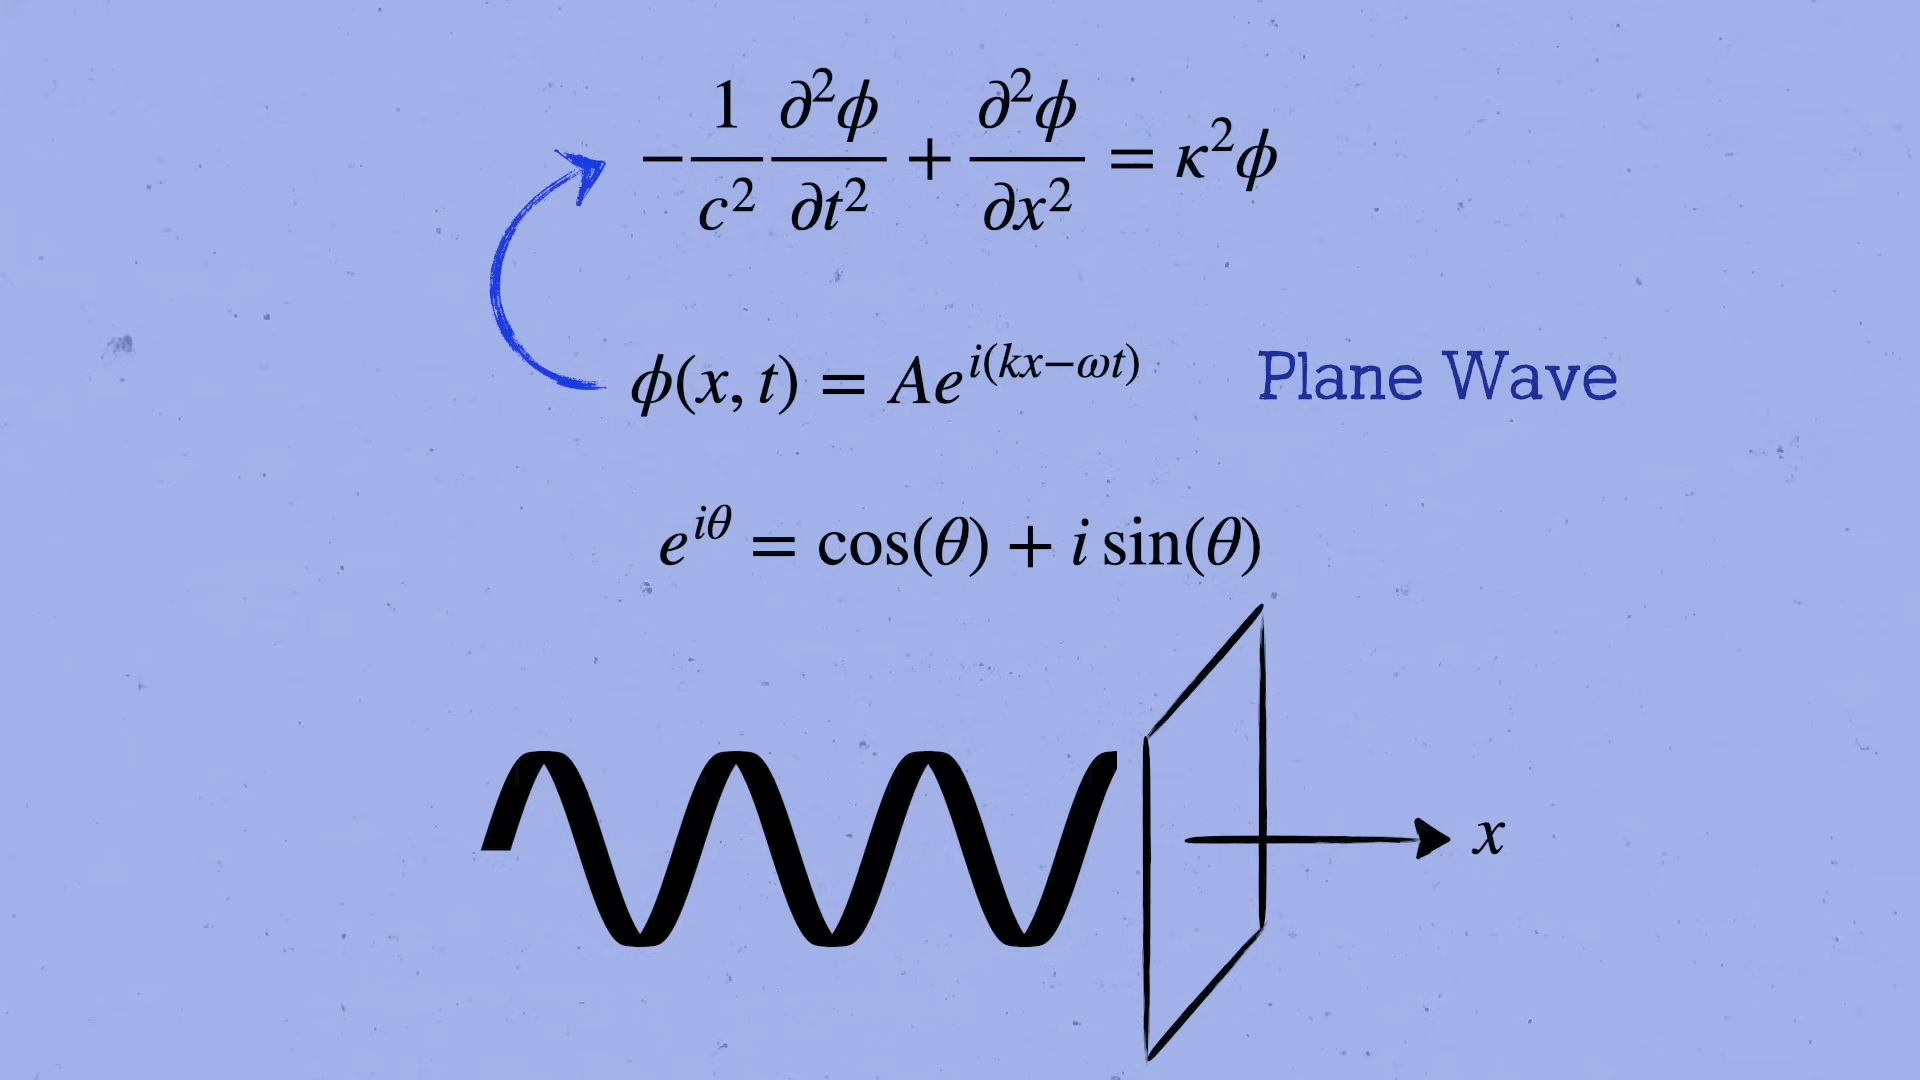 −1/c² ∂²ϕ/∂t² + ∂²ϕ/∂x² = κ²ϕ
ϕ(x, t) = Ae^{i(kx−ωt)} Plane Wave
e^{iθ} = cos(θ) + i sin(θ)
x